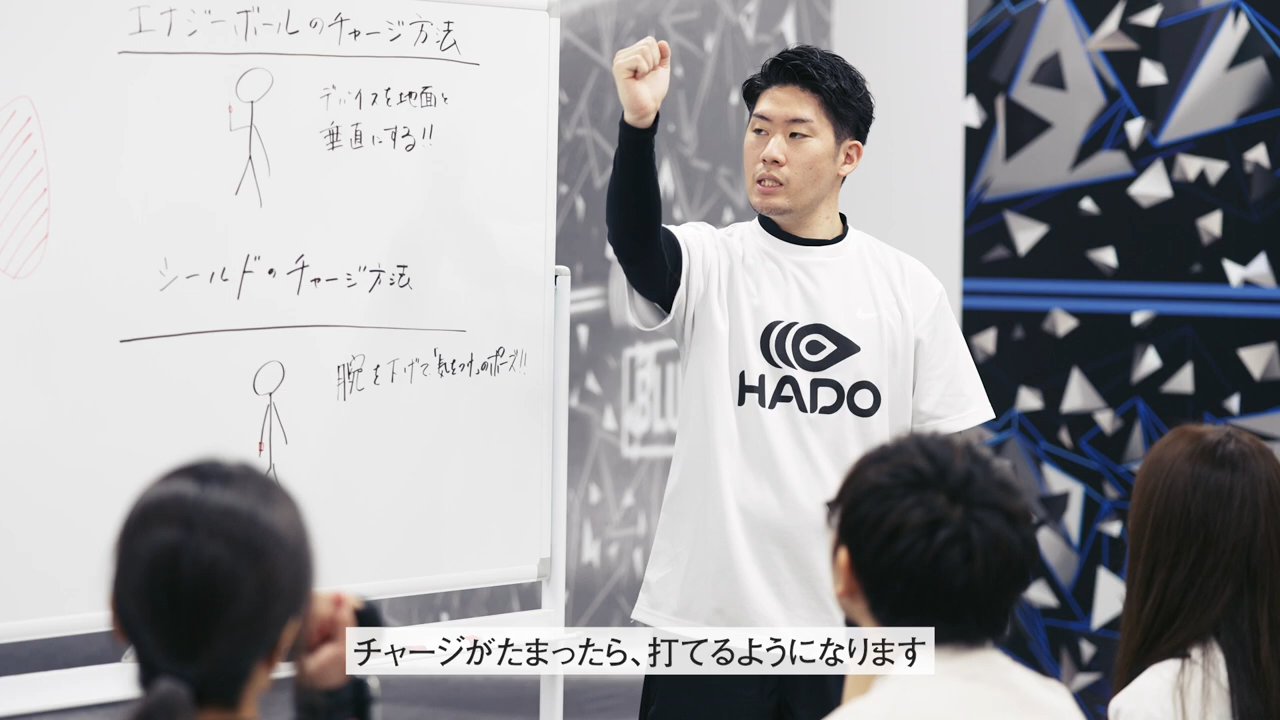 エナジーボールのチャージ方法
デバイスを地面と
垂直にする!!
シールドのチャージ方法
腕を下げて「気をつけ」のポーズ!!
HADO
チャージがたまったら、打てるようになります